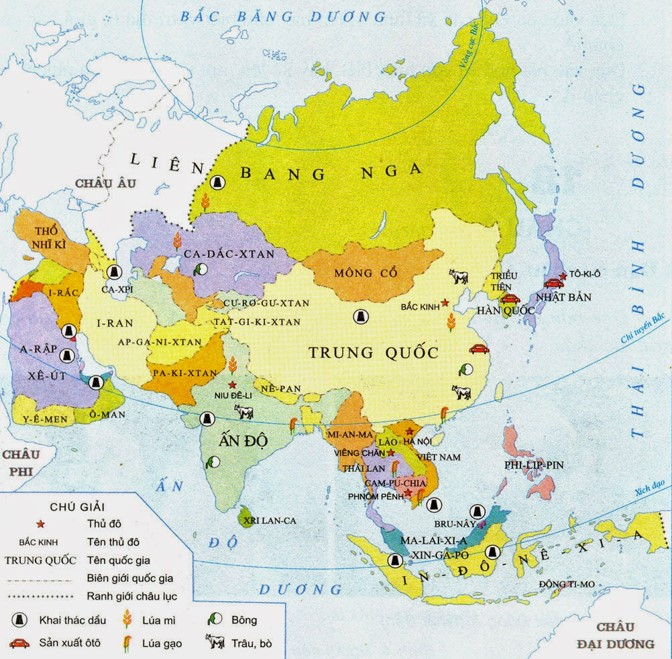 BẮC BĂNG DƯƠNG
Vòng cực Bắc
LIÊN BANG NGA
CHÂU ÂU
THÁI BÌNH DƯƠNG
THỔ
NHĨ KÌ
CA-DẮC-XTAN
MÔNG CỔ
TRIỀU
TIÊN
TÔ-KI-Ô
NHẬT BẢN
HÀN QUỐC
I-RẮC
CA-XPI
BẮC KINH
CƯ-RƠ-GƯ-XTAN
TAT-GI-KI-XTAN
Chí tuyến Bắc
I-RAN
AP-GA-NI-XTAN
TRUNG QUỐC
A-RẬP
XÊ-ÚT
PA-KI-XTAN
NIU ĐÊ-LI
NÊ-PAN
Y-Ê-MEN
Ô-MAN
ẤN ĐỘ
MI-AN-MA
LÀO
HÀ NỘI
VIÊNG CHĂN
VIỆT NAM
THÁI LAN
PHI-LIP-PIN
CHÂU
PHI
CAM-PU-CHIA
PHNÔM PÊNH
Xích đạo
ẤN
XRI LAN-CA
BRU-NÂY
ĐỘ
MA-LAI-XI-A
XIN-GA-PO
IN-ĐÔ-NÊ-XI-A
DƯƠNG
ĐÔNG TI-MO
CHÂU
ĐẠI DƯƠNG
CHÚ GIẢI
Thủ đô
BẮC KINH Tên thủ đô
TRUNG QUỐC Tên quốc gia
Biên giới quốc gia
Ranh giới châu lục
Khai thác dầu Lúa mì Bông
Sản xuất ôtô Lúa gạo Trâu, bò